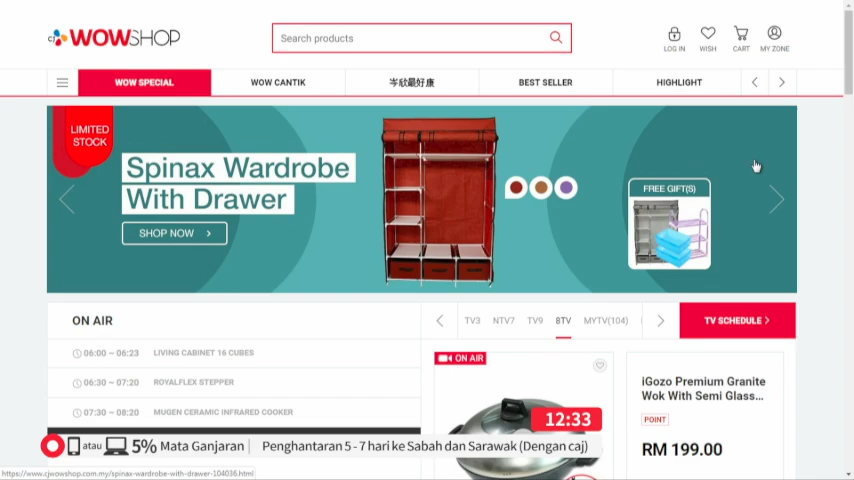 CJ WOWSHOP
Search products
LOG IN
WISH
CART
MY ZONE
WOW SPECIAL
WOW CANTIK
岑欣最好康
BEST SELLER
HIGHLIGHT
LIMITED
STOCK
Spinax Wardrobe
With Drawer
SHOP NOW
FREE GIFT(S)
ON AIR
TV3 NTV7 TV9 8TV MYTV(104)
TV SCHEDULE
06:00 ~ 06:23 LIVING CABINET 16 CUBES
06:30 ~ 07:20 ROYALFLEX STEPPER
07:30 ~ 08:20 MUGEN CERAMIC INFRARED COOKER
ON AIR
iGozo Premium Granite
Wok With Semi Glass...
POINT
RM 199.00
12:33
atau 5% Mata Ganjaran | Penghantaran 5 - 7 hari ke Sabah dan Sarawak (Dengan caj)
https://www.cjwowshop.com.my/spinax-wardrobe-with-drawer-104036.html